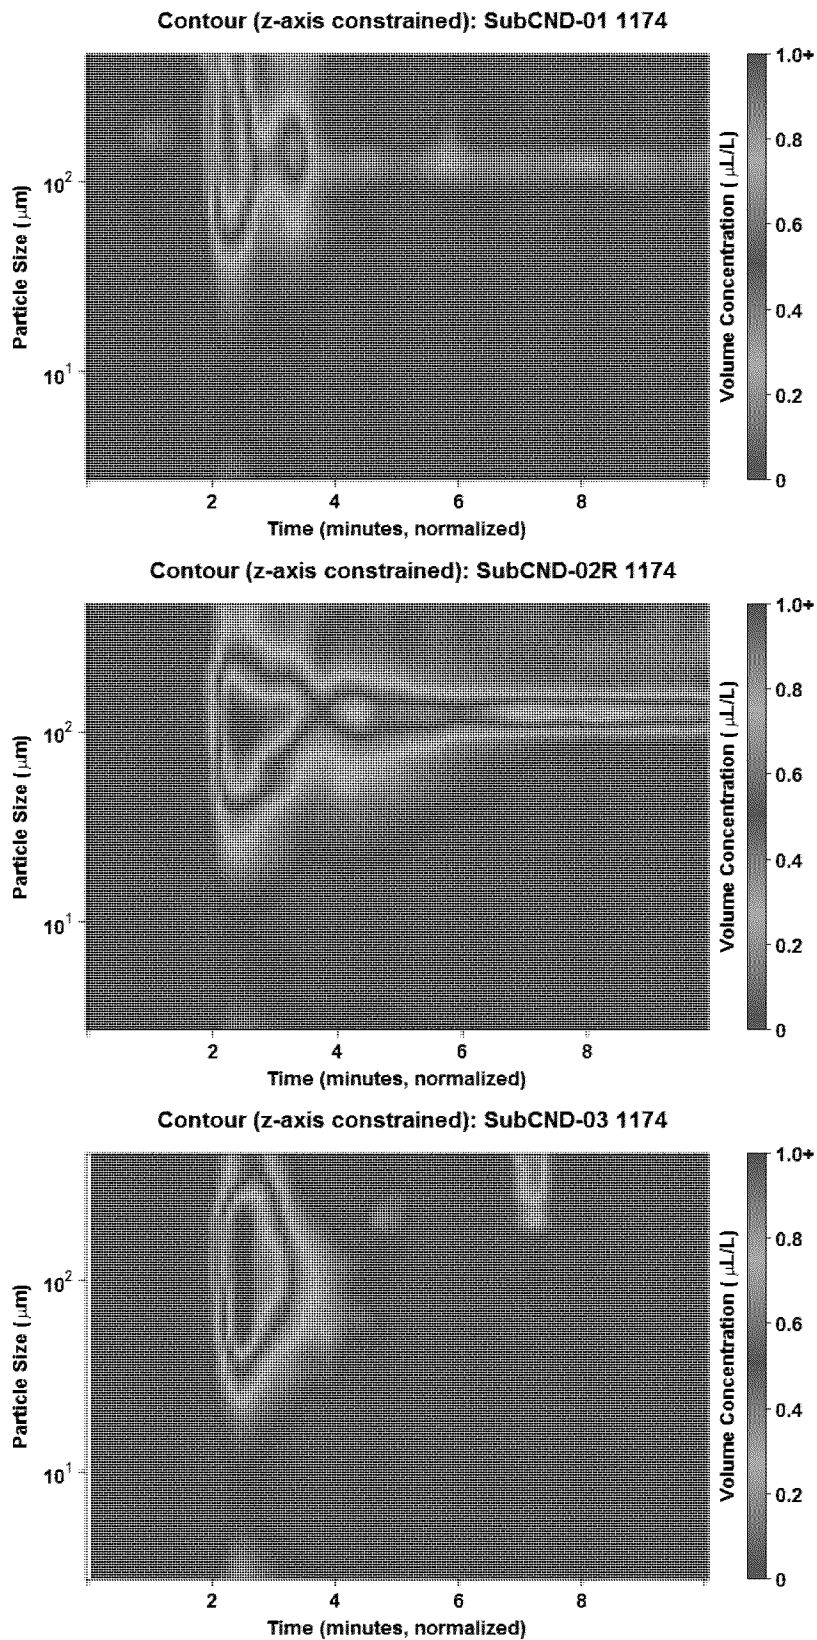 Contour (z-axis constrained): SubCND-01 1174
Particle Size (μm)
10²
10¹
2 4 6 8
Time (minutes, normalized)
Volume Concentration ( μL/L)
1.0+
0.8
0.6
0.4
0.2
0
Contour (z-axis constrained): SubCND-02R 1174
Particle Size (μm)
10²
10¹
2 4 6 8
Time (minutes, normalized)
Volume Concentration ( μL/L)
1.0+
0.8
0.6
0.4
0.2
0
Contour (z-axis constrained): SubCND-03 1174
Particle Size (μm)
10²
10¹
2 4 6 8
Time (minutes, normalized)
Volume Concentration ( μL/L)
1.0+
0.8
0.6
0.4
0.2
0